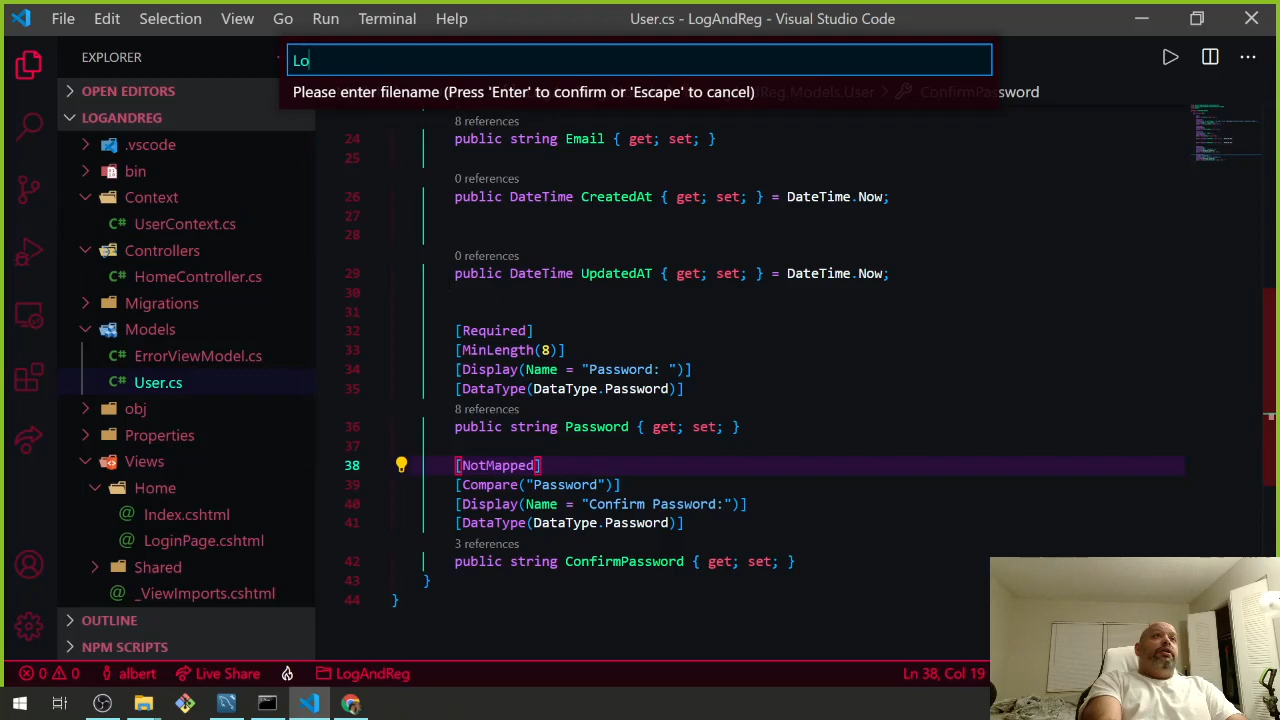 File Edit Selection View Go Run Terminal Help
User.cs - LogAndReg - Visual Studio Code
EXPLORER
Lo
Please enter filename (Press 'Enter' to confirm or 'Escape' to cancel)
Reg.Models.User
ConfirmPassword
OPEN EDITORS
LOGANDREG
.vscode
bin
Context
C# UserContext.cs
Controllers
C# HomeController.cs
Migrations
Models
C# ErrorViewModel.cs
C# User.cs
obj
Properties
Views
Home
@ Index.cshtml
@ LoginPage.cshtml
Shared
@ _ViewImports.cshtml
OUTLINE
NPM SCRIPTS
8 references
24 public string Email { get; set; }
25
0 references
26 public DateTime CreatedAt { get; set; } = DateTime.Now;
27
28
0 references
29 public DateTime UpdatedAT { get; set; } = DateTime.Now;
30
31
32 [Required]
33 [MinLength(8)]
34 [Display(Name = "Password: ")]
35 [DataType(DataType.Password)]
8 references
36 public string Password { get; set; }
37
38 [NotMapped]
39 [Compare("Password")]
40 [Display(Name = "Confirm Password:")]
41 [DataType(DataType.Password)]
3 references
42 public string ConfirmPassword { get; set; }
43 }
44 }
0 0 albert Live Share LogAndReg Ln 38, Col 19